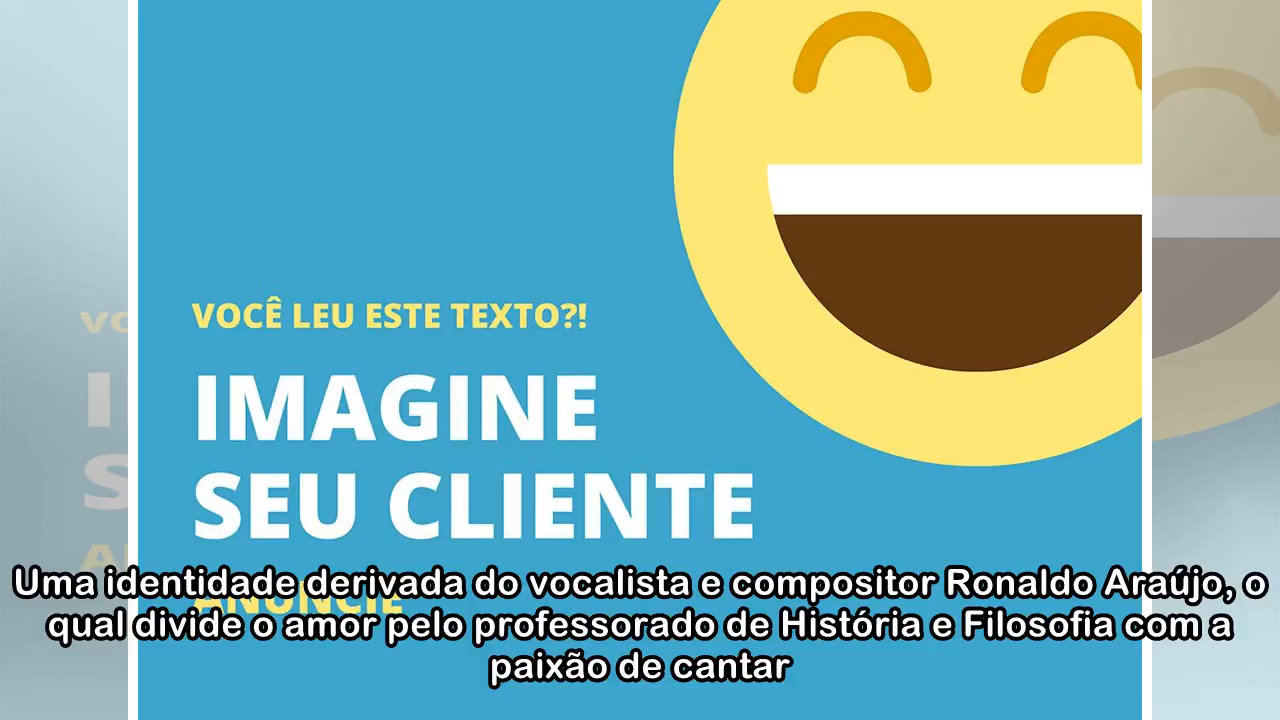 VOCÊ LEU ESTE TEXTO?!
IMAGINE
SEU CLIENTE
ANUNCIE
Uma identidade derivada do vocalista e compositor Ronaldo Araújo, o
qual divide o amor pelo professorado de História e Filosofia com a
paixão de cantar